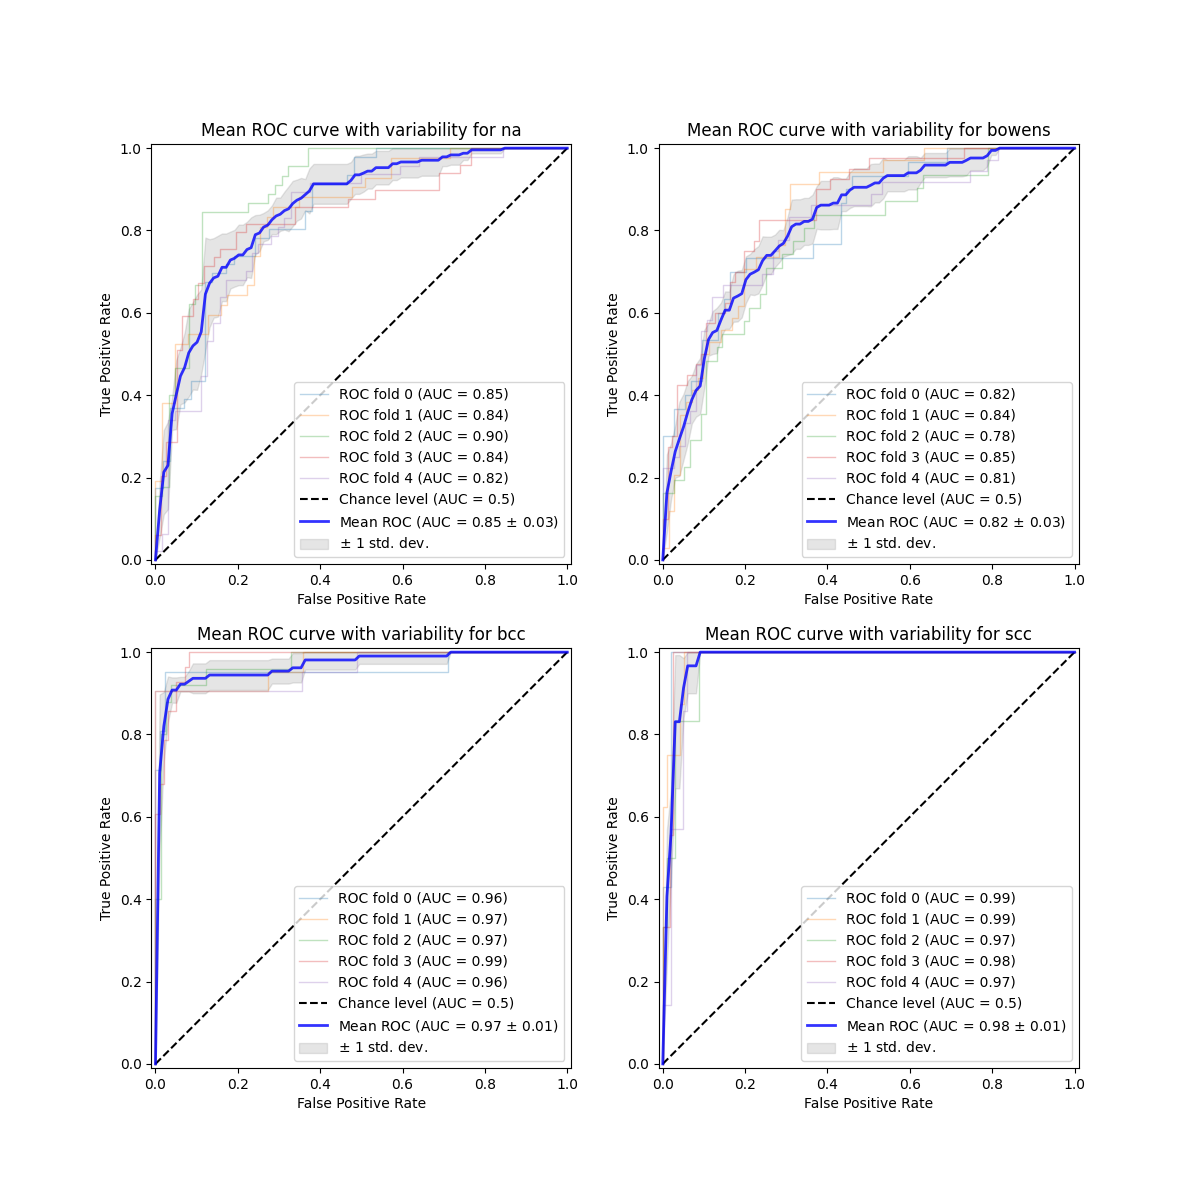 Mean ROC curve with variability for na
1.0
0.8
0.6
0.4
0.2
0.0
True Positive Rate
ROC fold 0 (AUC = 0.85)
ROC fold 1 (AUC = 0.84)
ROC fold 2 (AUC = 0.90)
ROC fold 3 (AUC = 0.84)
ROC fold 4 (AUC = 0.82)
Chance level (AUC = 0.5)
Mean ROC (AUC = 0.85 ± 0.03)
± 1 std. dev.
0.0 0.2 0.4 0.6 0.8 1.0
False Positive Rate
Mean ROC curve with variability for bowens
1.0
0.8
0.6
0.4
0.2
0.0
True Positive Rate
ROC fold 0 (AUC = 0.82)
ROC fold 1 (AUC = 0.84)
ROC fold 2 (AUC = 0.78)
ROC fold 3 (AUC = 0.85)
ROC fold 4 (AUC = 0.81)
Chance level (AUC = 0.5)
Mean ROC (AUC = 0.82 ± 0.03)
± 1 std. dev.
0.0 0.2 0.4 0.6 0.8 1.0
False Positive Rate
Mean ROC curve with variability for bcc
1.0
0.8
0.6
0.4
0.2
0.0
True Positive Rate
ROC fold 0 (AUC = 0.96)
ROC fold 1 (AUC = 0.97)
ROC fold 2 (AUC = 0.97)
ROC fold 3 (AUC = 0.99)
ROC fold 4 (AUC = 0.96)
Chance level (AUC = 0.5)
Mean ROC (AUC = 0.97 ± 0.01)
± 1 std. dev.
0.0 0.2 0.4 0.6 0.8 1.0
False Positive Rate
Mean ROC curve with variability for scc
1.0
0.8
0.6
0.4
0.2
0.0
True Positive Rate
ROC fold 0 (AUC = 0.99)
ROC fold 1 (AUC = 0.99)
ROC fold 2 (AUC = 0.97)
ROC fold 3 (AUC = 0.98)
ROC fold 4 (AUC = 0.97)
Chance level (AUC = 0.5)
Mean ROC (AUC = 0.98 ± 0.01)
± 1 std. dev.
0.0 0.2 0.4 0.6 0.8 1.0
False Positive Rate